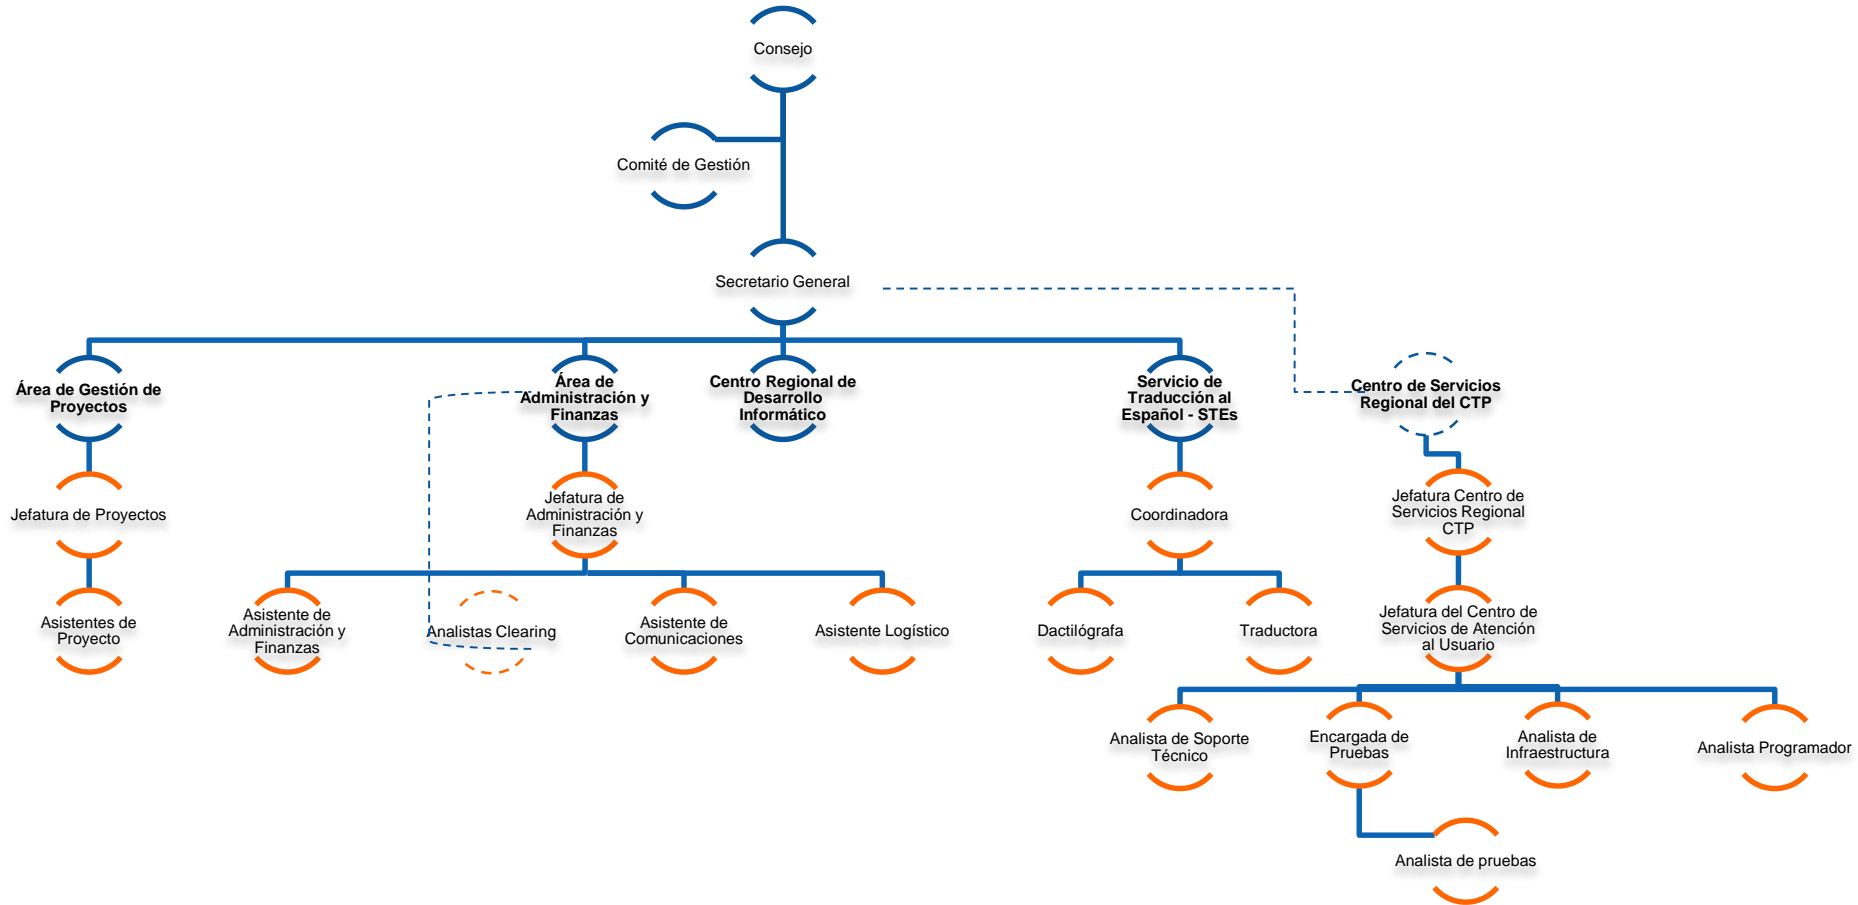 Consejo
Comité de Gestión
Secretario General
Área de Gestión de
Proyectos
Área de
Administración y
Finanzas
Centro Regional de
Desarrollo
Informático
Servicio de
Traducción al
Español - STEs
Centro de Servicios
Regional del CTP
Jefatura de Proyectos
Jefatura de
Administración y
Finanzas
Coordinadora
Jefatura Centro de
Servicios Regional
CTP
Asistentes de
Proyecto
Asistente de
Administración y
Finanzas
Analistas Clearing
Asistente de
Comunicaciones
Asistente Logístico
Dactilógrafa
Traductora
Jefatura del Centro de
Servicios de Atención
al Usuario
Analista de Soporte
Técnico
Encargada de
Pruebas
Analista de
Infraestructura
Analista Programador
Analista de pruebas